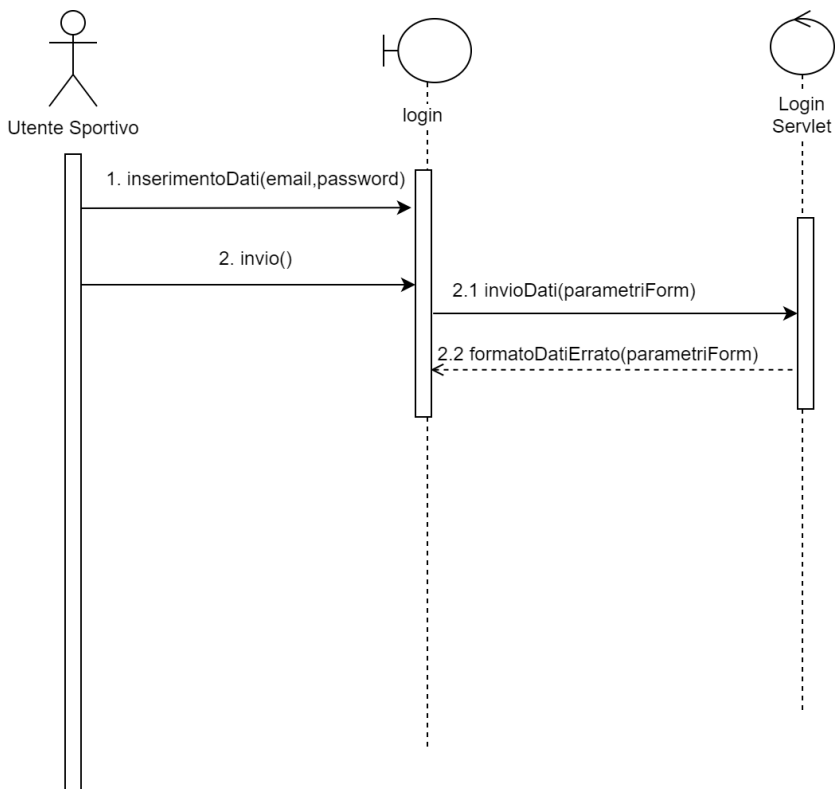 Utente Sportivo
login
Login
Servlet
1. inserimentoDati(email,password)
2. invio()
2.1 invioDati(parametriForm)
2.2 formatoDatiErrato(parametriForm)